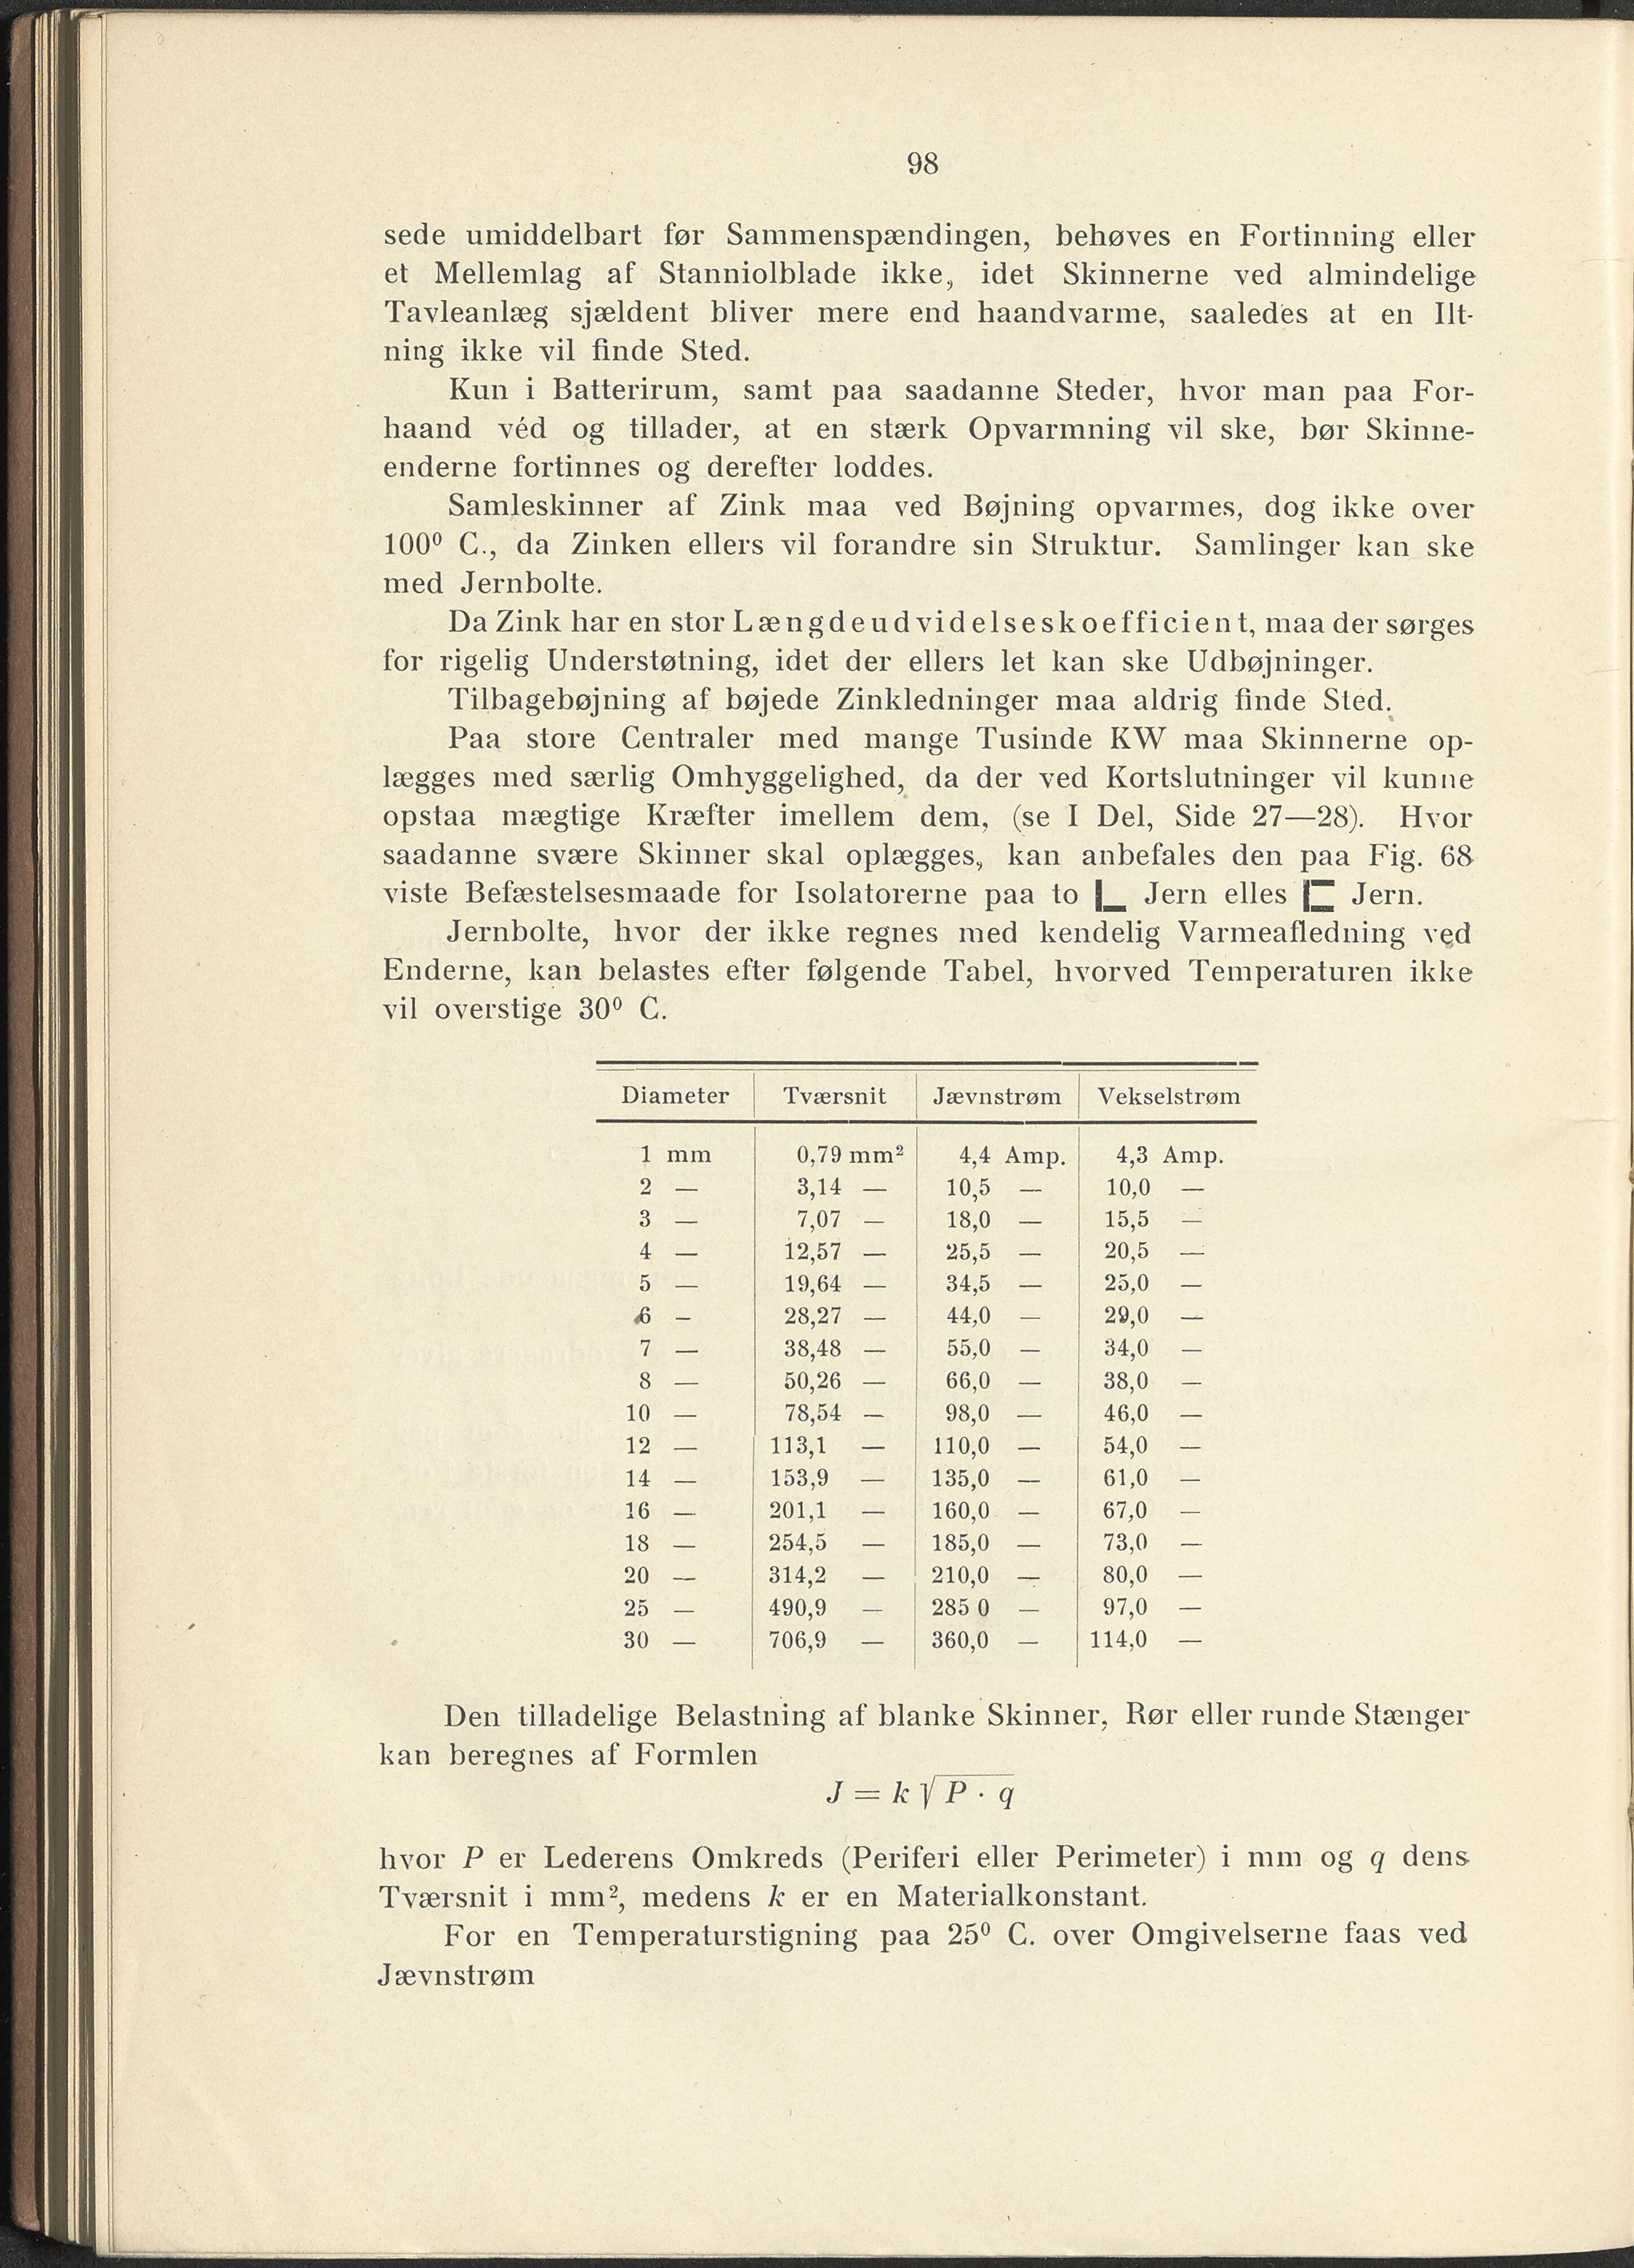 98
sede umiddelbart før Sammenspændingen, behøves en Fortinning eller
et Mellemlag af Stanniolblade ikke, idet Skinnerne ved almindelige
Tavleanlæg sjældent bliver mere end haandvarme, saaledes at en Ilt-
ning ikke vil finde Sted.
Kun i Batterirum, samt paa saadanne Steder, hvor man paa For-
haand véd og tillader, at en stærk Opvarmning vil ske, bør Skinne-
enderne fortinnes og derefter loddes.
Samleskinner af Zink maa ved Bøjning opvarmes, dog ikke over
100⁰ C., da Zinken ellers vil forandre sin Struktur. Samlinger kan ske
med Jernbolte.
Da Zink har en stor Længdeudvidelseskoefficient, maa der sørges
for rigelig Understøtning, idet der ellers let kan ske Udbøjninger.
Tilbagebøjning af bøjede Zinkledninger maa aldrig finde Sted.
Paa store Centraler med mange Tusinde KW maa Skinnerne op-
lægges med særlig Omhyggelighed, da der ved Kortslutninger vil kunne
opstaa mægtige Kræfter imellem dem, (se I Del, Side 27—28). Hvor
saadanne svære Skinner skal oplægges, kan anbefales den paa Fig. 68
viste Befæstelsesmaade for Isolatorerne paa to L Jern elles [ Jern.
Jernbolte, hvor der ikke regnes med kendelig Varmeafledning ved
Enderne, kan belastes efter følgende Tabel, hvorved Temperaturen ikke
vil overstige 30⁰ C.
Diameter Tværsnit Jævnstrøm Vekselstrøm
1 mm 0,79 mm² 4,4 Amp. 4,3 Amp.
2 — 3,14 — 10,5 — 10,0 —
3 — 7,07 — 18,0 — 15,5 —
4 — 12,57 — 25,5 — 20,5 —
5 — 19,64 — 34,5 — 25,0 —
6 — 28,27 — 44,0 — 29,0 —
7 — 38,48 — 55,0 — 34,0 —
8 — 50,26 — 66,0 — 38,0 —
10 — 78,54 — 98,0 — 46,0 —
12 — 113,1 — 110,0 — 54,0 —
14 — 153,9 — 135,0 — 61,0 —
16 — 201,1 — 160,0 — 67,0 —
18 — 254,5 — 185,0 — 73,0 —
20 — 314,2 — 210,0 — 80,0 —
25 — 490,9 — 285 0 — 97,0 —
30 — 706,9 — 360,0 — 114,0 —
Den tilladelige Belastning af blanke Skinner, Rør eller runde Stænger
kan beregnes af Formlen
J = k √P · q
hvor P er Lederens Omkreds (Periferi eller Perimeter) i mm og q dens
Tværsnit i mm², medens k er en Materialkonstant.
For en Temperaturstigning paa 25⁰ C. over Omgivelserne faas ved
Jævnstrøm